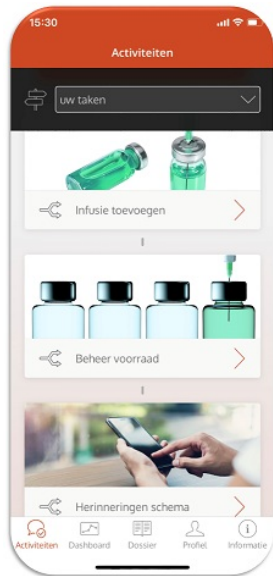 15:30
Activiteiten
uw taken
Infusie toevoegen
Beheer voorraad
Herinneringen schema
Activiteiten Dashboard Dossier Profiel Informatie